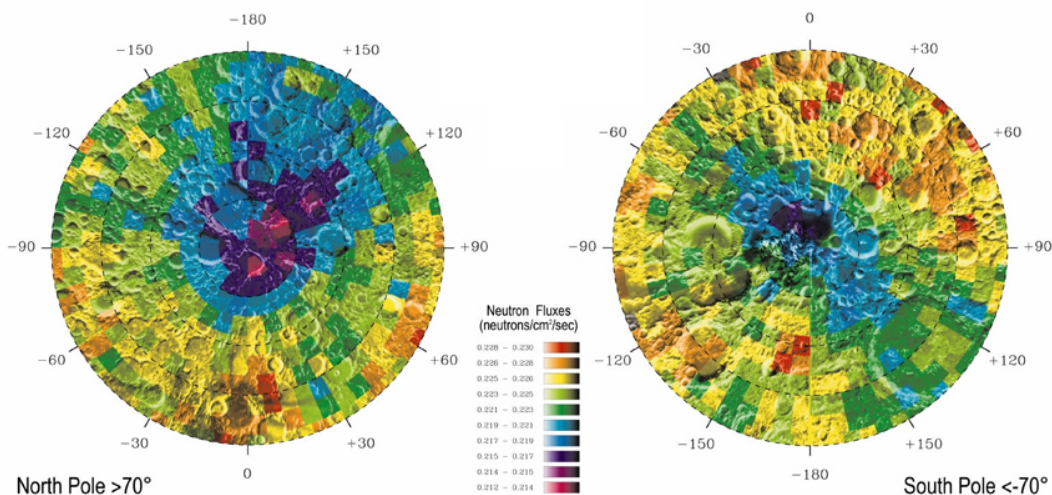 -180
-150
+150
-120
+120
-90
+90
-60
+60
-30
+30
0
North Pole >70°
Neutron Fluxes
(neutrons/cm²/sec)
0.228 – 0.230
0.226 – 0.228
0.225 – 0.226
0.223 – 0.225
0.221 – 0.223
0.219 – 0.221
0.217 – 0.219
0.215 – 0.217
0.214 – 0.215
0.212 – 0.214
0
-30
+30
-60
+60
-90
+90
-120
+120
-150
+150
-180
South Pole <-70°